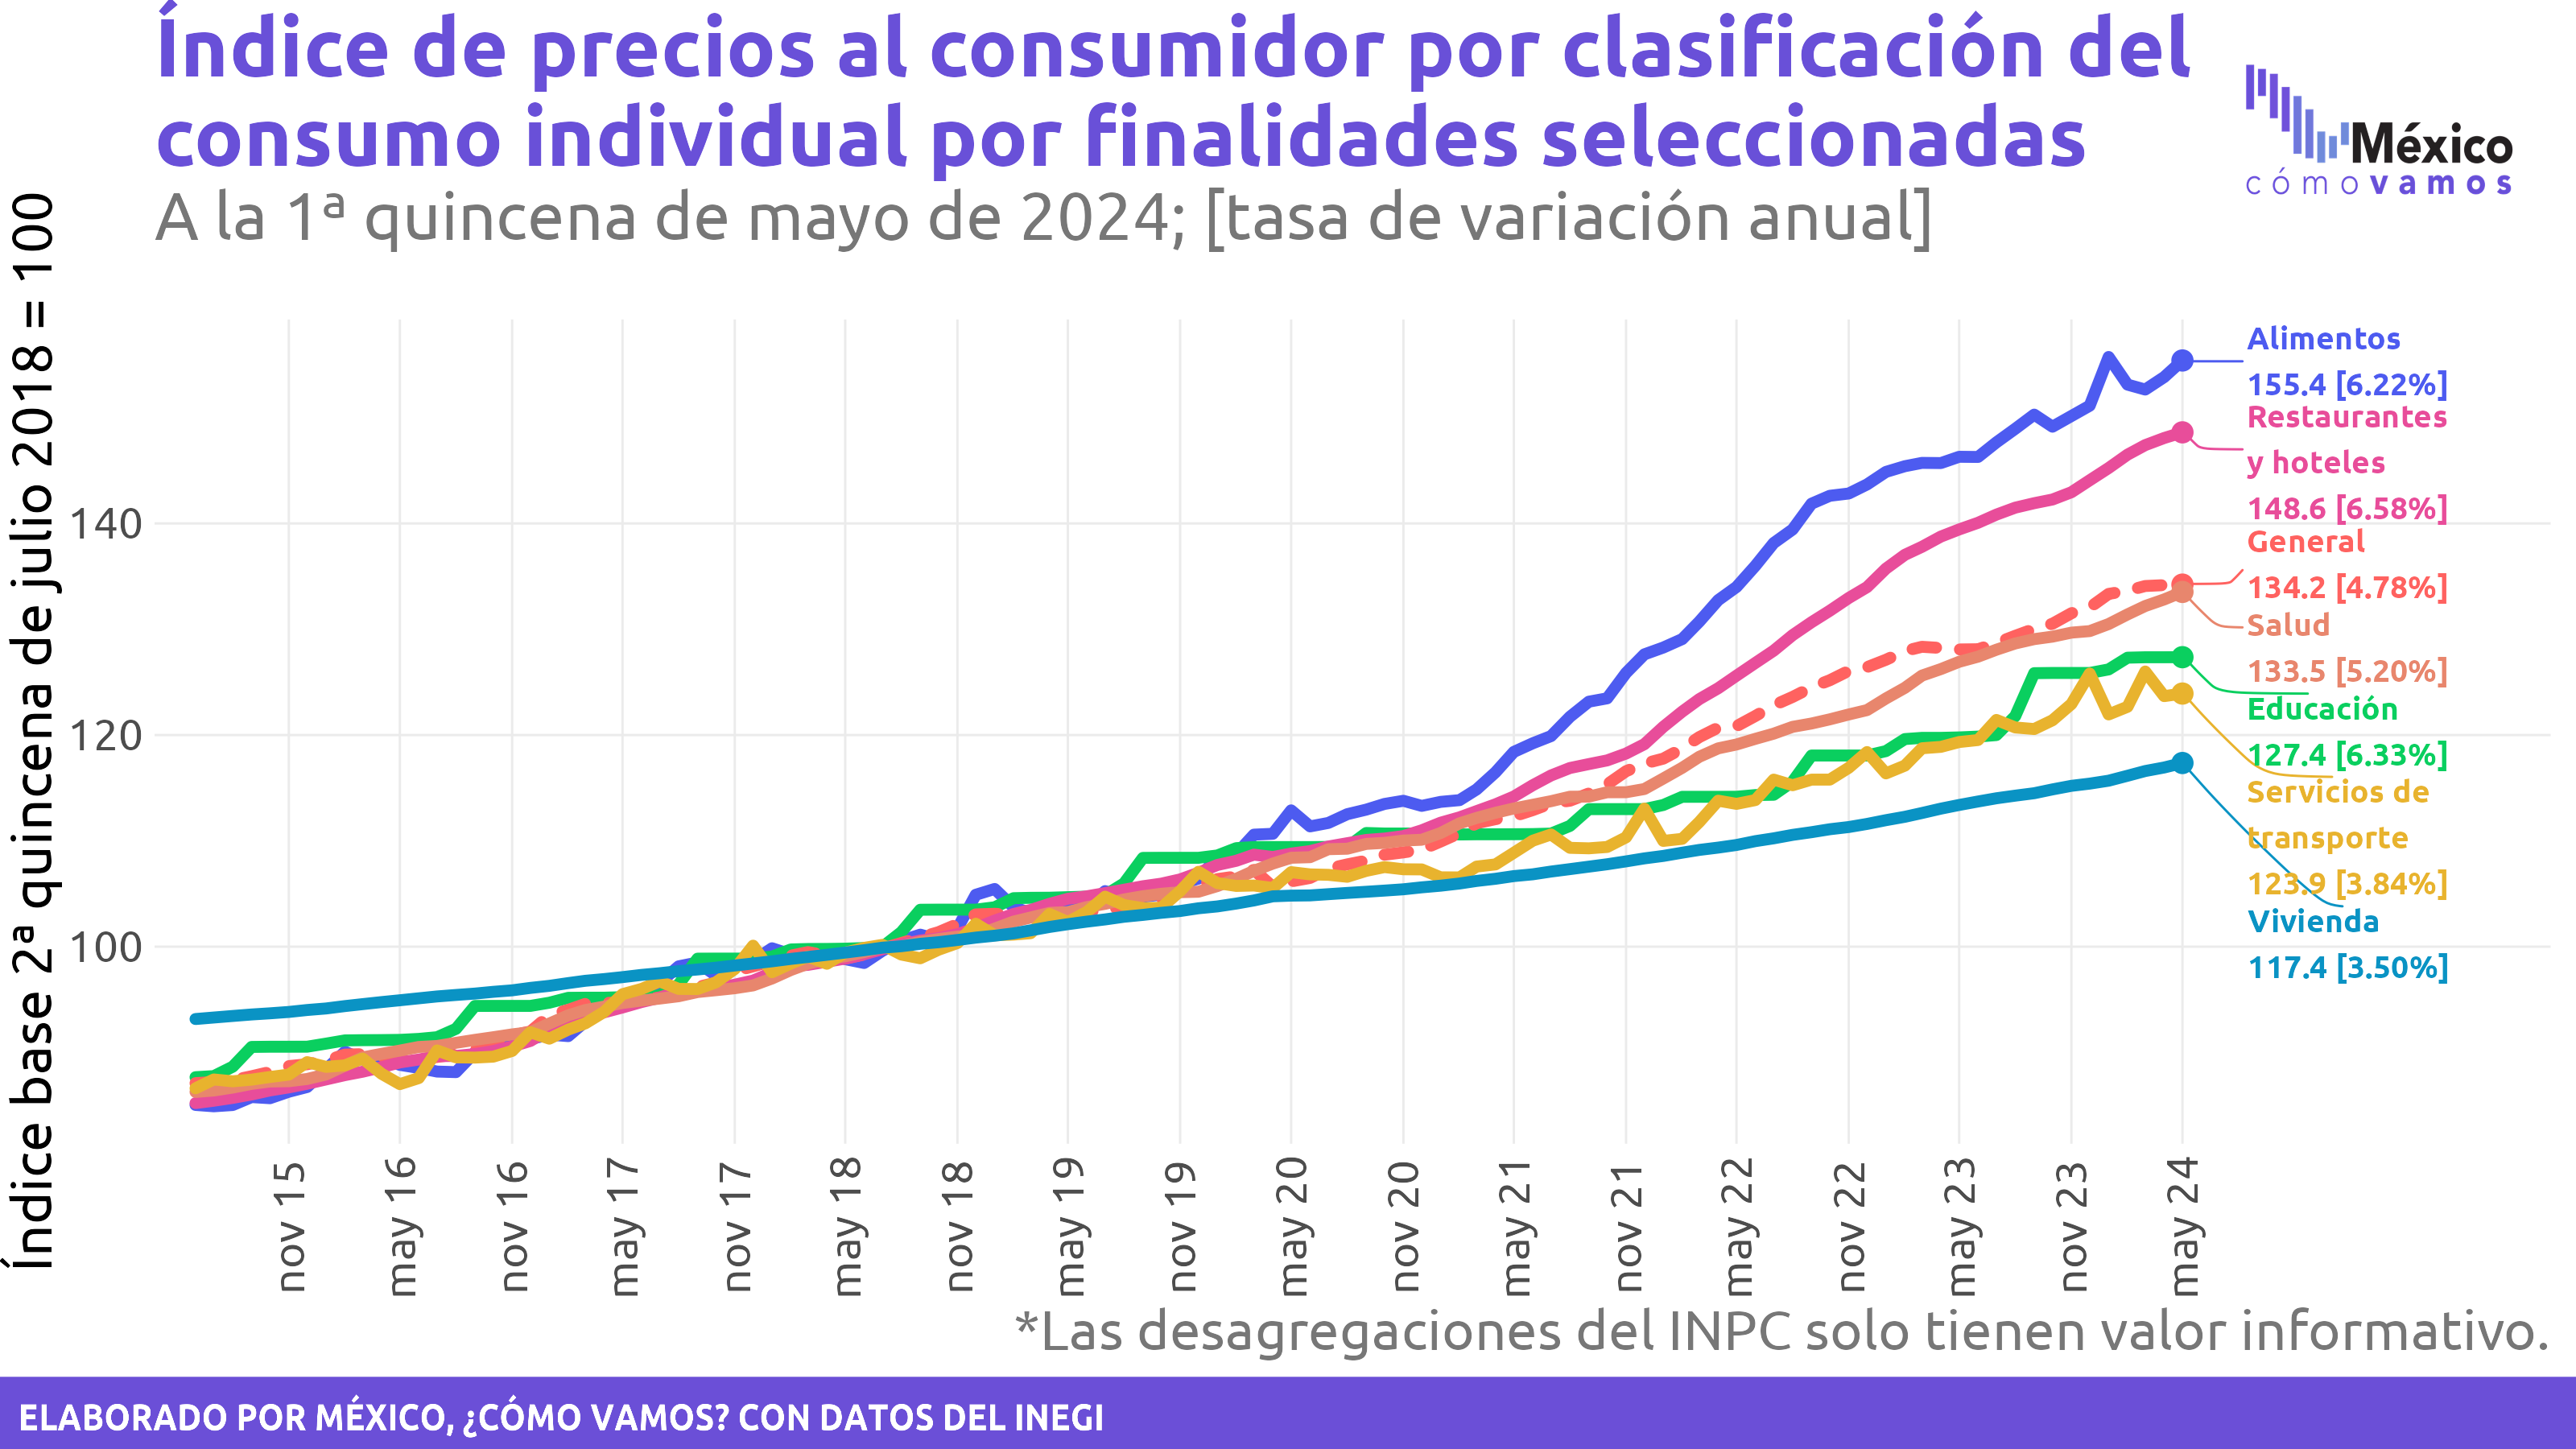 Índice de precios al consumidor por clasificación del
consumo individual por finalidades seleccionadas
A la 1ª quincena de mayo de 2024; [tasa de variación anual]
México
cómo vamos
Índice base 2ª quincena de julio 2018 = 100
140
120
100
Alimentos
155.4 [6.22%]
Restaurantes
y hoteles
148.6 [6.58%]
General
134.2 [4.78%]
Salud
133.5 [5.20%]
Educación
127.4 [6.33%]
Servicios de
transporte
123.9 [3.84%]
Vivienda
117.4 [3.50%]
nov 15
may 16
nov 16
may 17
nov 17
may 18
nov 18
may 19
nov 19
may 20
nov 20
may 21
nov 21
may 22
nov 22
may 23
nov 23
may 24
*Las desagregaciones del INPC solo tienen valor informativo.
ELABORADO POR MÉXICO, ¿CÓMO VAMOS? CON DATOS DEL INEGI